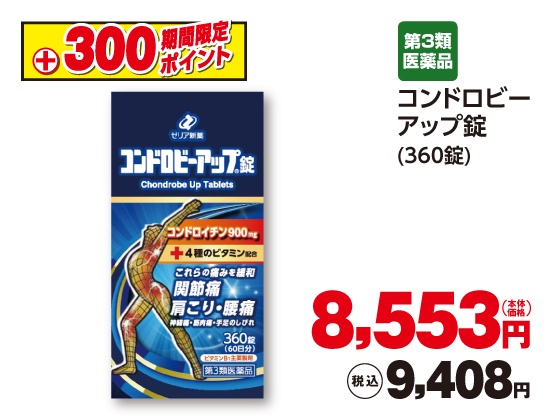 +300 期間限定
ポイント
第3類
医薬品
コンドロビー
アップ錠
(360錠)
ゼリア新薬
コンドロビーアップ®錠
Chondrobe Up Tablets
コンドロイチン900mg
+4種のビタミン配合
これらの痛みを緩和
関節痛
肩こり・腰痛
神経痛・筋肉痛・手足のしびれ
360錠
(60日分)
ビタミンB1主薬製剤
第3類医薬品
8,553円(本体価格)
税込9,408円